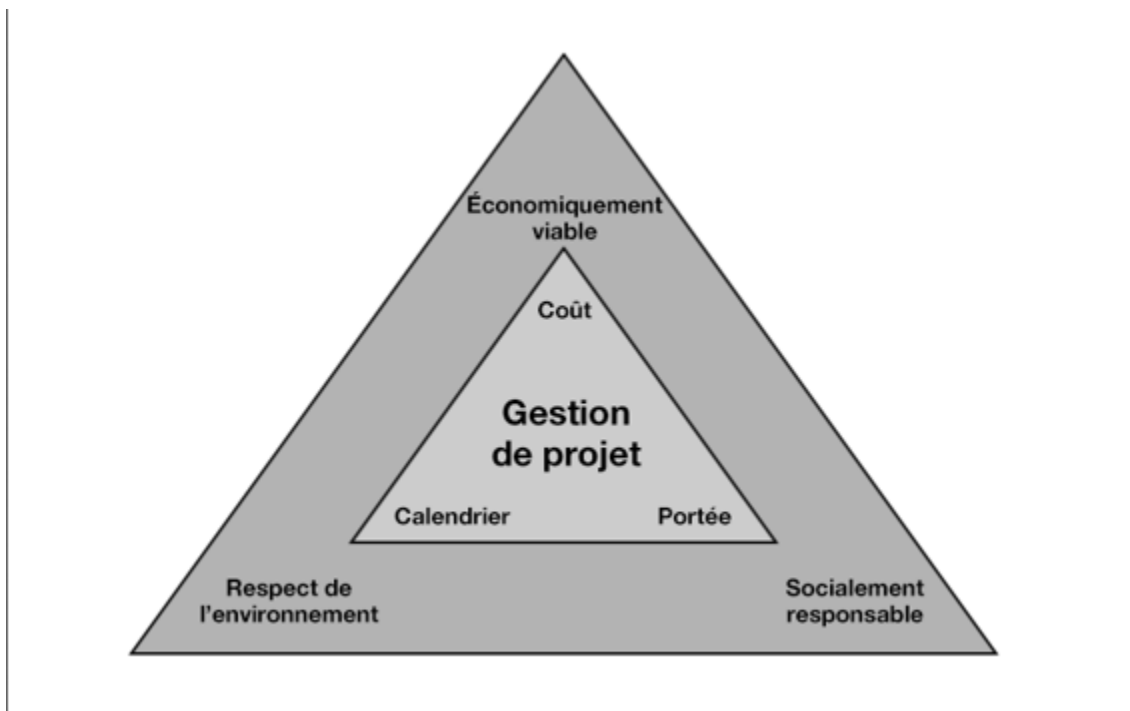 Économiquement
viable
Coût
Gestion
de projet
Calendrier
Portée
Respect de
l'environnement
Socialement
responsable